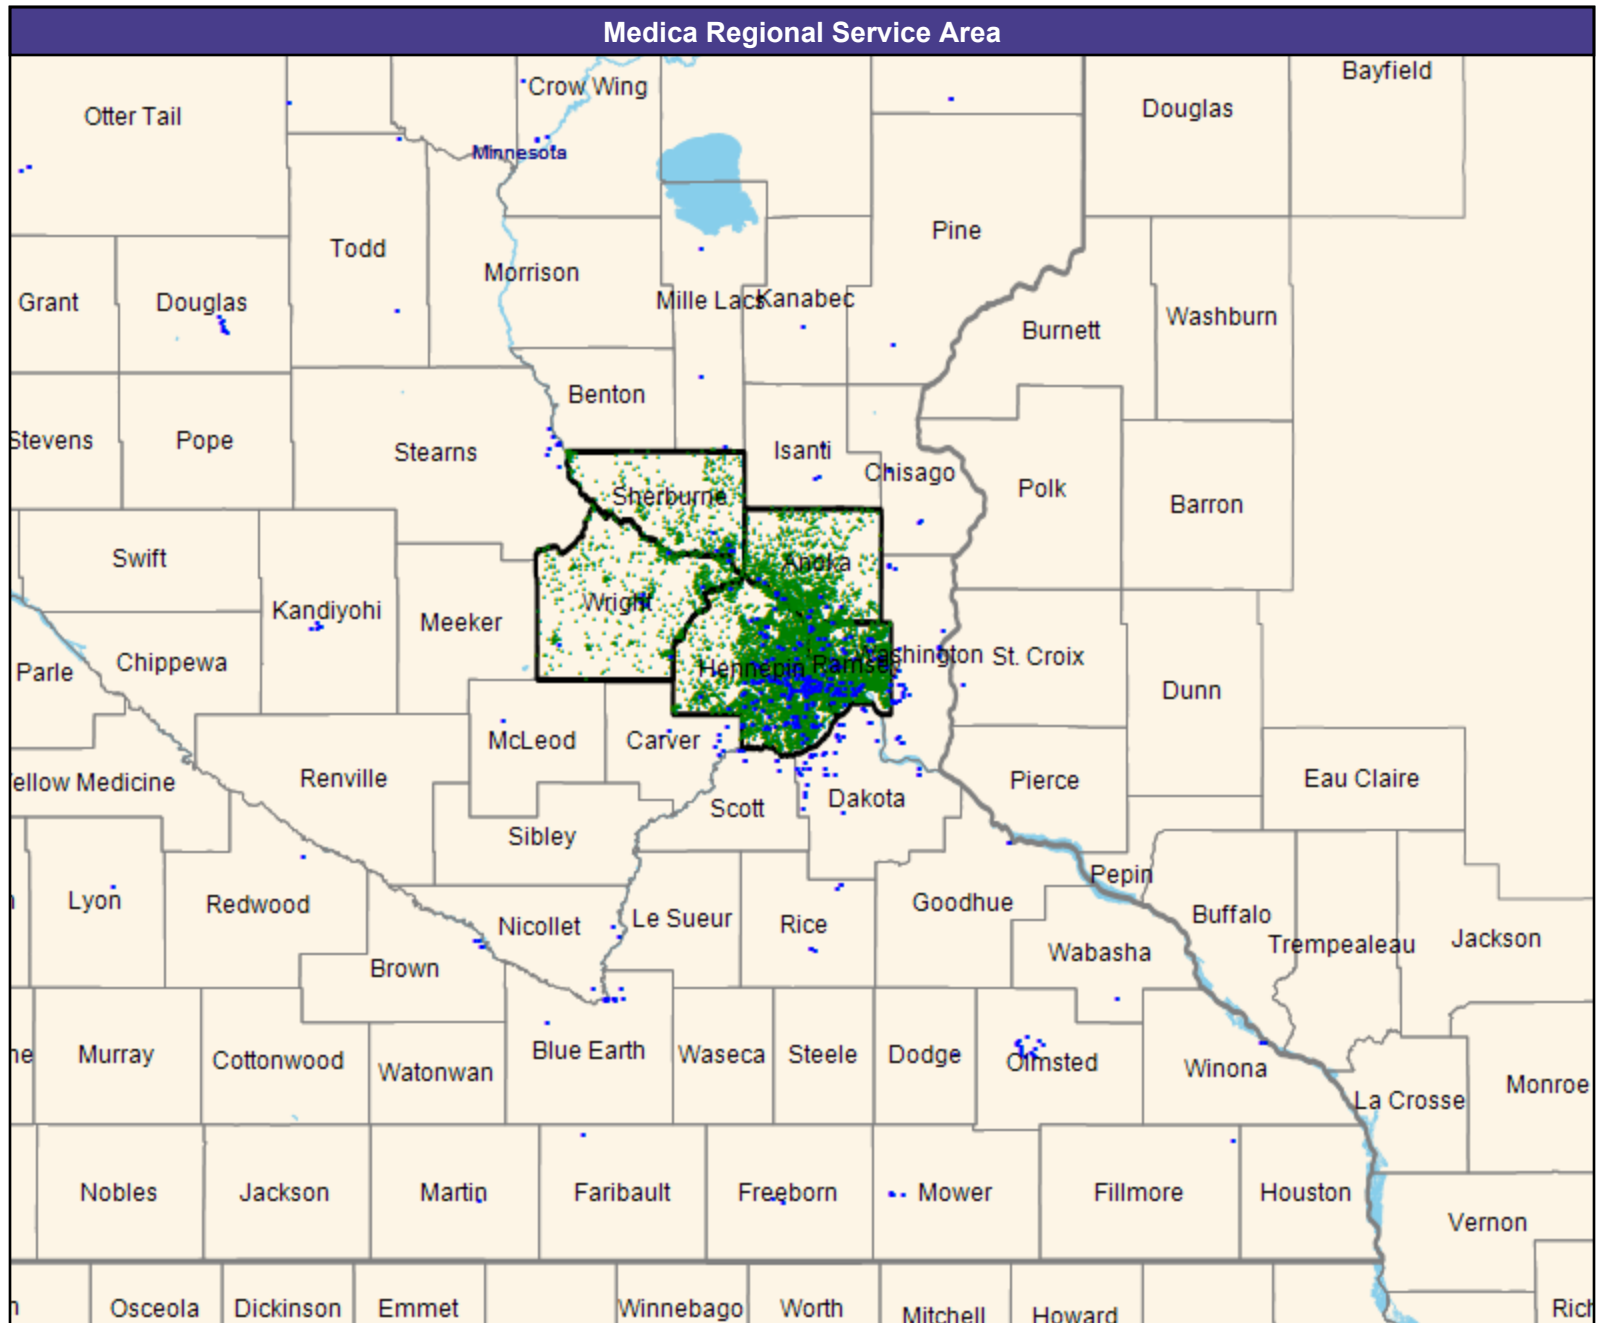 Medica Regional Service Area
Bayfield
Crow Wing
Douglas
Otter Tail
Minnesota
Pine
Todd
Morrison
Mille Lacs
Kanabec
Grant
Douglas
Washburn
Burnett
Benton
Stevens
Pope
Stearns
Isanti
Chisago
Polk
Sherburne
Barron
Swift
Anoka
Kandiyohi
Wright
Meeker
Chippewa
Parle
Hennepin
Ramsey
Washington
St. Croix
Dunn
McLeod
Carver
Renville
ellow Medicine
Pierce
Eau Claire
Scott
Dakota
Sibley
Pepin
Lyon
Redwood
Goodhue
Nicollet
Le Sueur
Rice
Buffalo
Trempealeau
Jackson
Wabasha
Brown
ne
Murray
Cottonwood
Watonwan
Blue Earth
Waseca
Steele
Dodge
Olmsted
Winona
La Crosse
Monroe
Nobles
Jackson
Martin
Faribault
Freeborn
Mower
Fillmore
Houston
Vernon
Osceola
Dickinson
Emmet
Winnebago
Worth
Mitchell
Howard
Rich